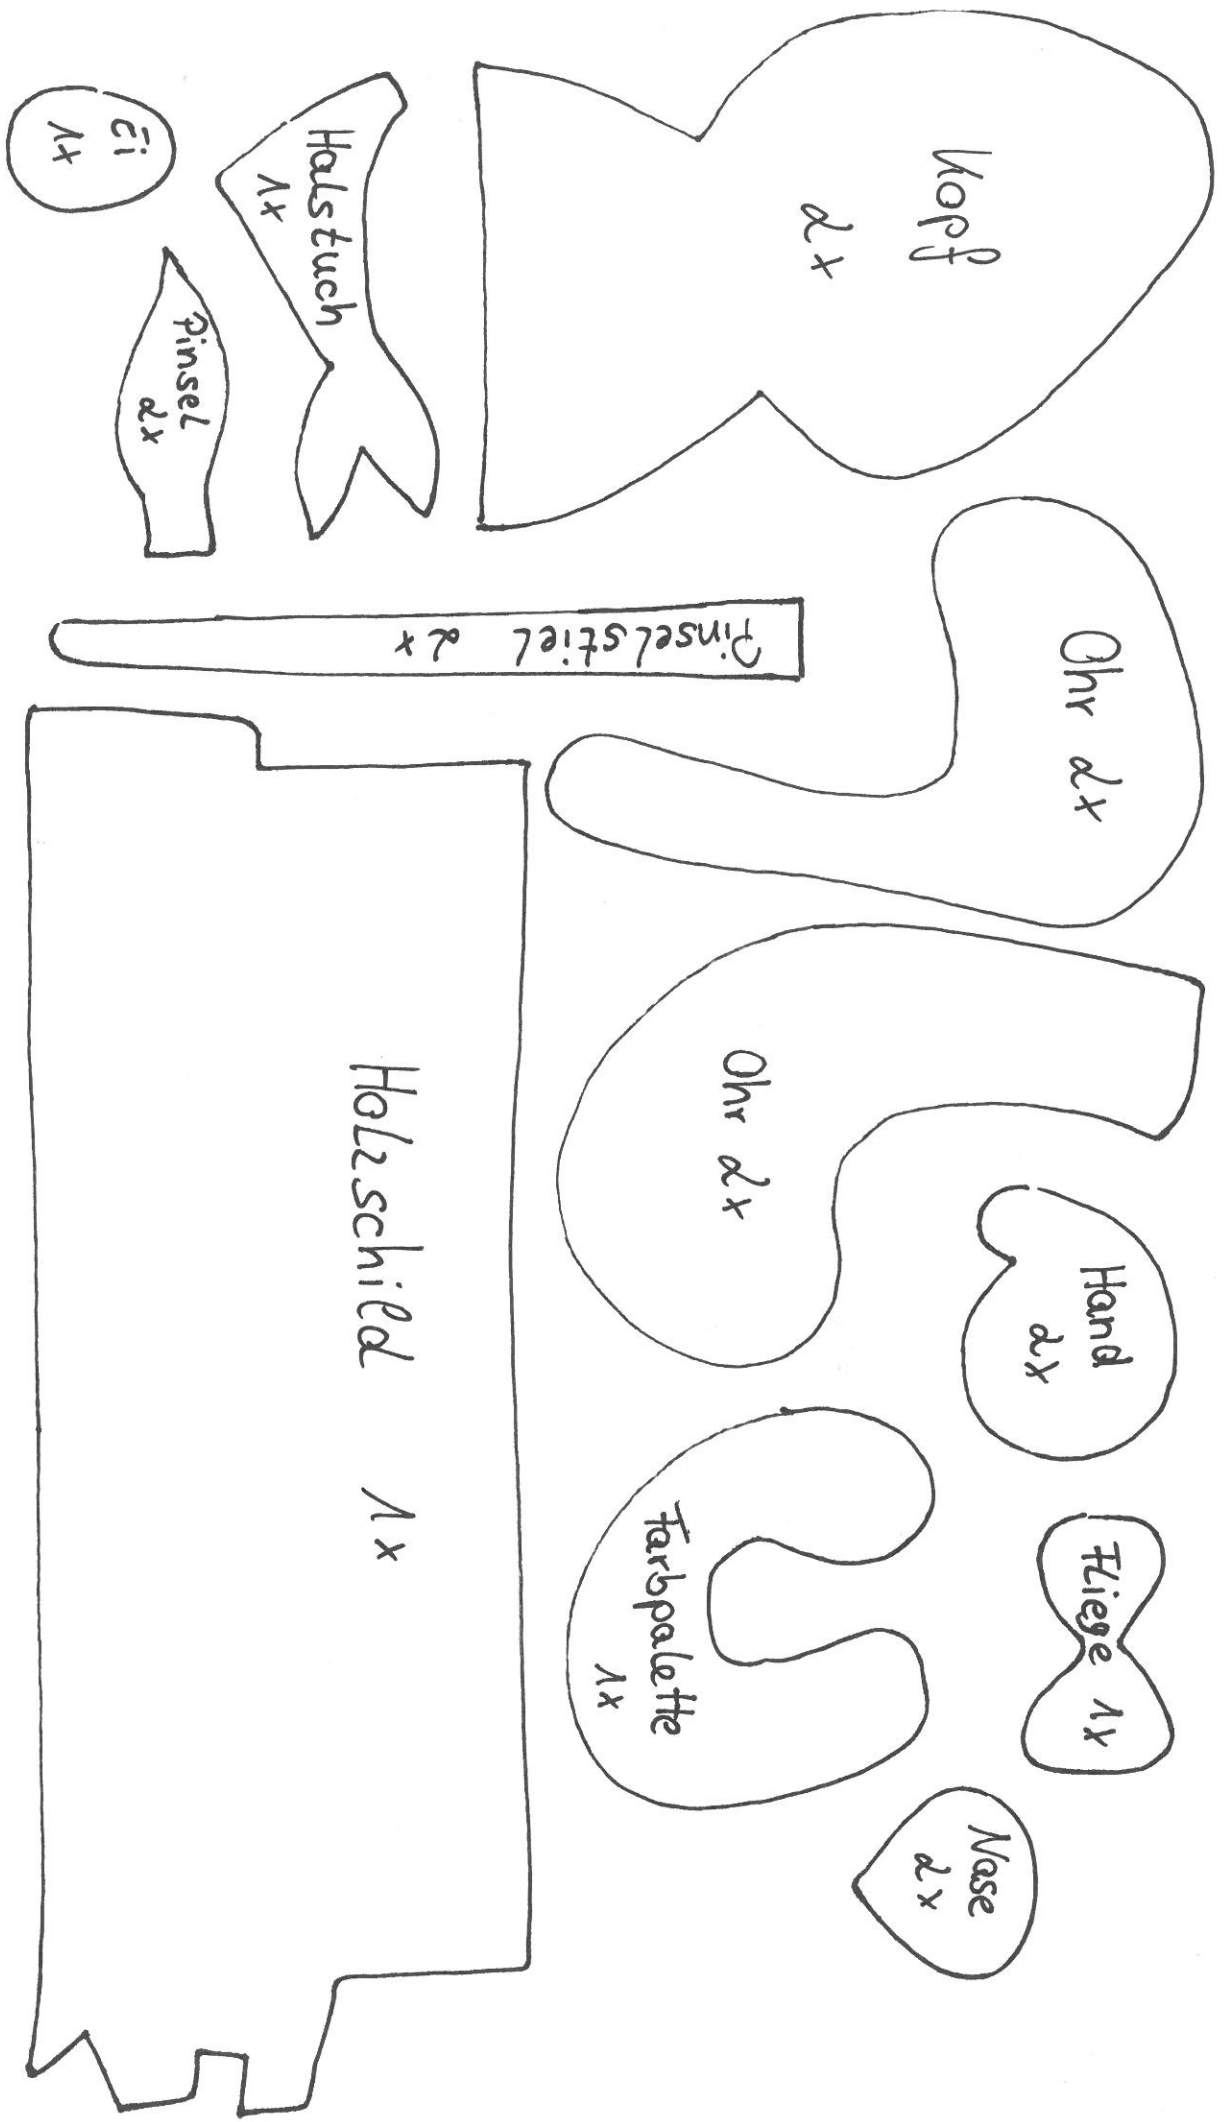 Kopf
2x
Ohr 2x
Ohr 2x
Hand
2x
Fliege 1x
Nase
2x
Farbpalette
1x
Pinselstiel 2x
Halstuch
1x
Ei
1x
Pinsel
2x
Holzschild 1x